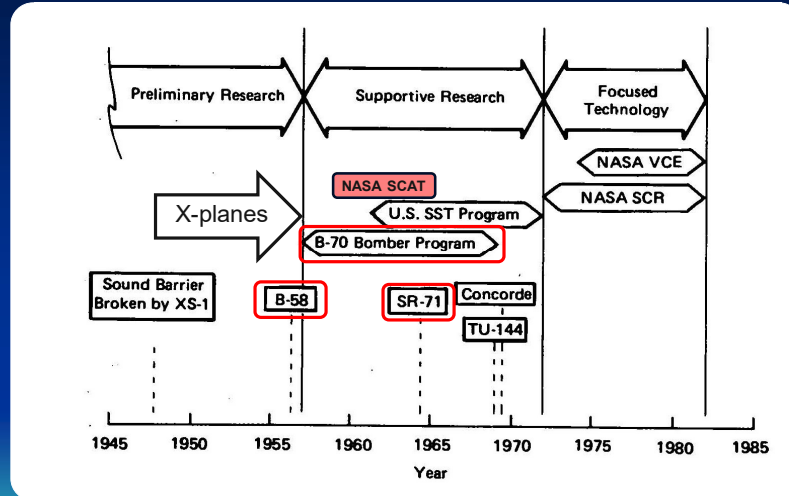 Preliminary Research
Supportive Research
Focused
Technology
NASA VCE
NASA SCAT
NASA SCR
X-planes
U.S. SST Program
B-70 Bomber Program
Sound Barrier
Broken by XS-1
B-58
SR-71
Concorde
TU-144
1945
1950
1955
1960
1965
1970
1975
1980
1985
Year